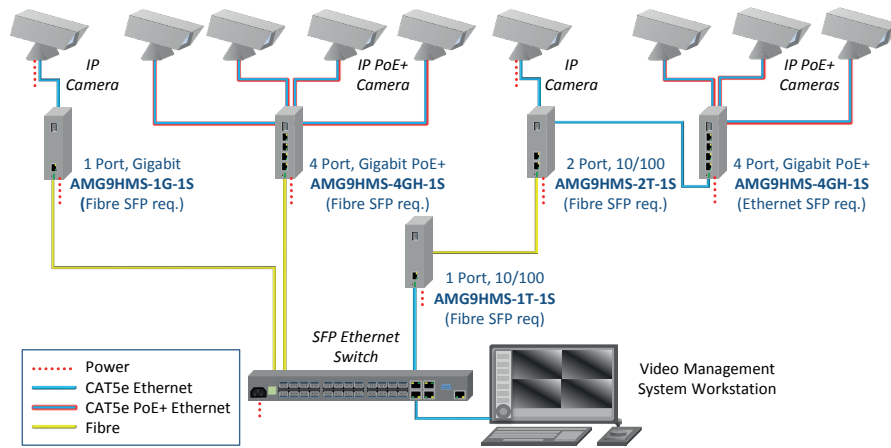 IP
Camera
IP PoE+
Camera
IP
Camera
IP PoE+
Cameras
1 Port, Gigabit
AMG9HMS-1G-1S
(Fibre SFP req.)
4 Port, Gigabit PoE+
AMG9HMS-4GH-1S
(Fibre SFP req.)
2 Port, 10/100
AMG9HMS-2T-1S
(Fibre SFP req.)
4 Port, Gigabit PoE+
AMG9HMS-4GH-1S
(Ethernet SFP req.)
1 Port, 10/100
AMG9HMS-1T-1S
(Fibre SFP req)
SFP Ethernet
Switch
Video Management
System Workstation
Power
CAT5e Ethernet
CAT5e PoE+ Ethernet
Fibre